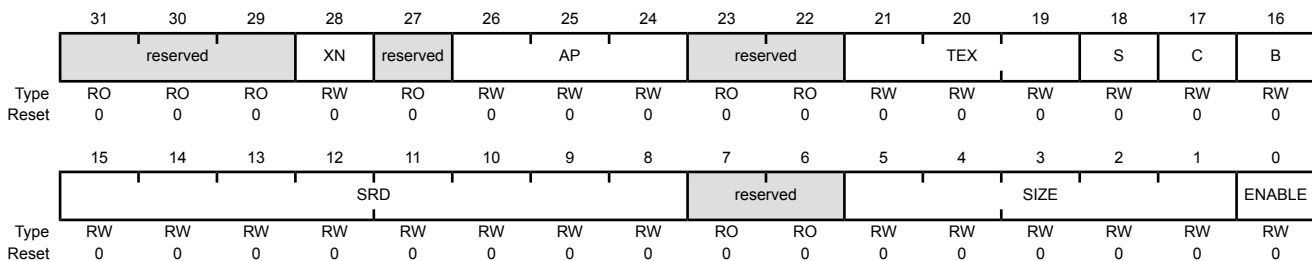 31 30 29 28 27 26 25 24 23 22 21 20 19 18 17 16
reserved XN reserved AP reserved TEX S C B
Type RO RO RO RW RO RW RW RW RO RO RW RW RW RW RW RW
Reset 0 0 0 0 0 0 0 0 0 0 0 0 0 0 0 0
15 14 13 12 11 10 9 8 7 6 5 4 3 2 1 0
SRD reserved SIZE ENABLE
Type RW RW RW RW RW RW RW RW RO RO RW RW RW RW RW RW
Reset 0 0 0 0 0 0 0 0 0 0 0 0 0 0 0 0